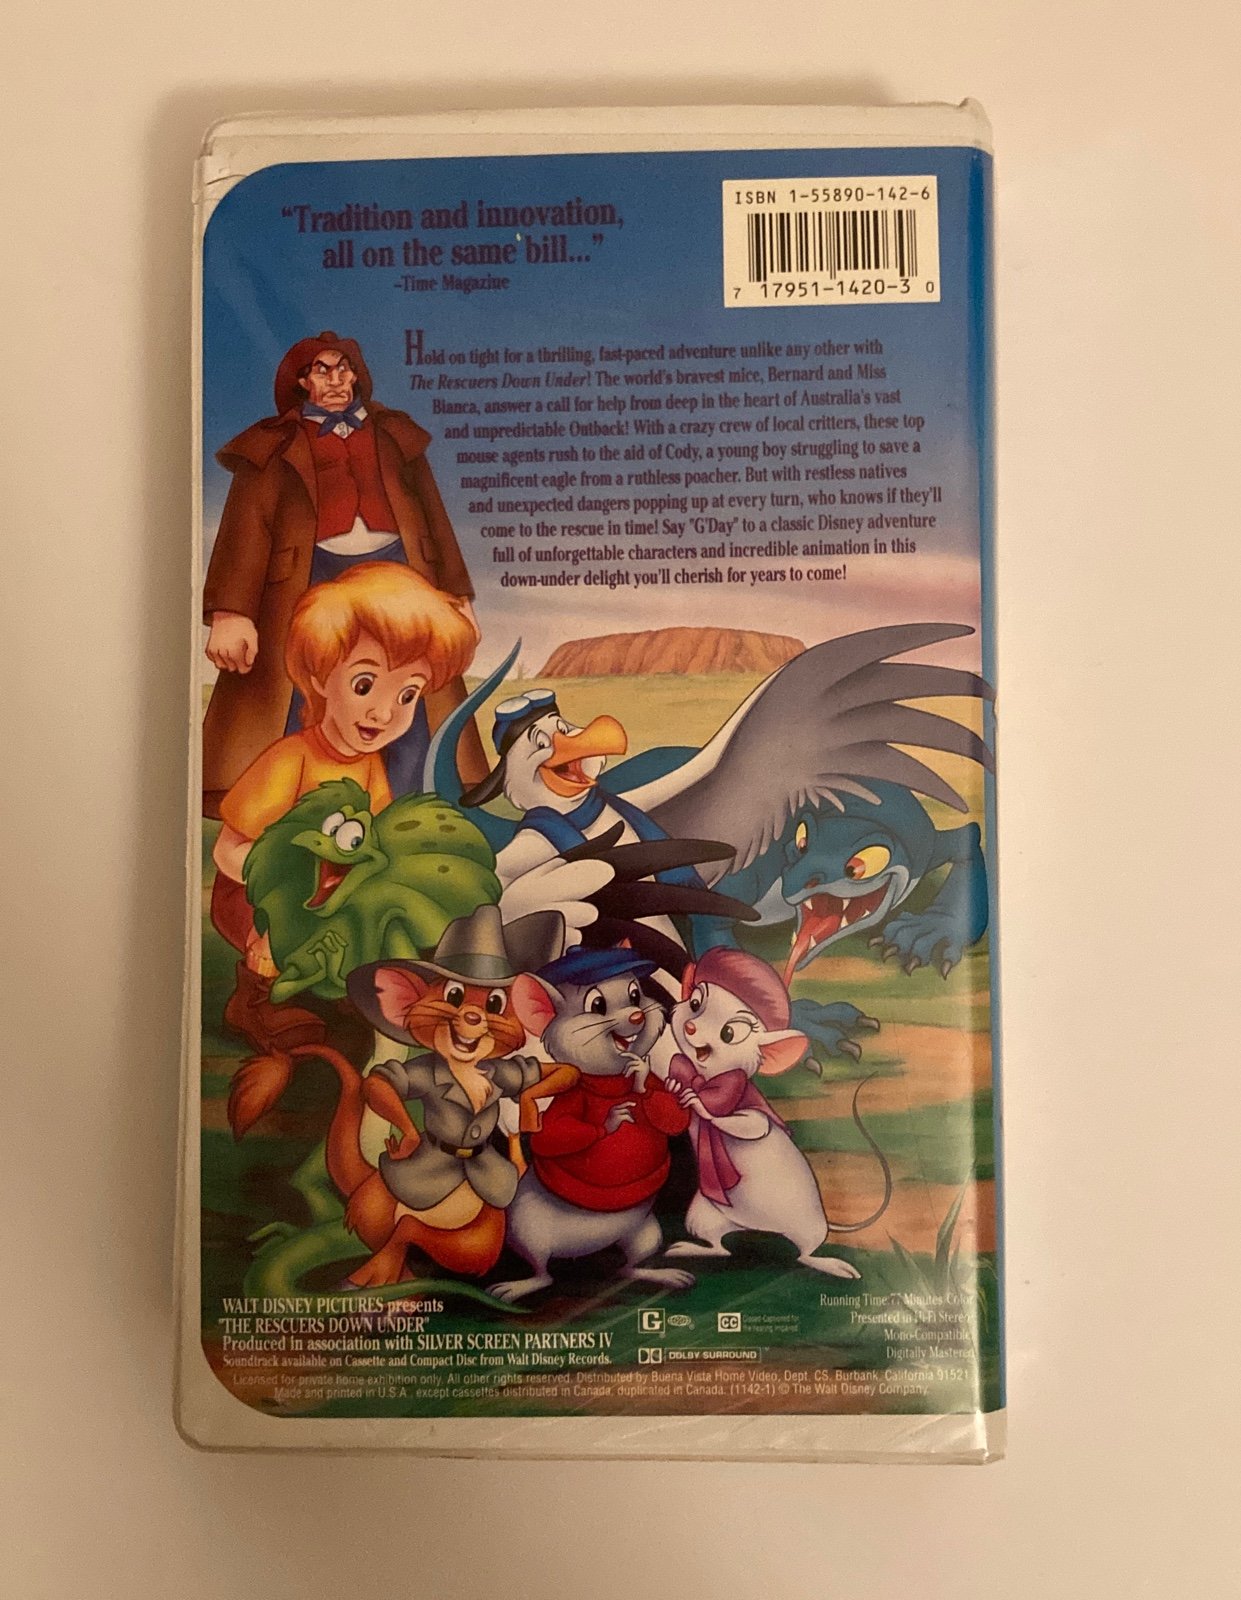 "Tradition and innovation,
all on the same bill..."
-Time Magazine
ISBN 1-55890-142-6
7 17951-1420-3 0
Hold on tight for a thrilling, fast-paced adventure unlike any other with
The Rescuers Down Under! The world's bravest mice, Bernard and Miss
Bianca, answer a call for help from deep in the heart of Australia's vast
and unpredictable Outback! With a crazy crew of local critters, these top
mouse agents rush to the aid of Cody, a young boy struggling to save a
magnificent eagle from a ruthless poacher. But with restless natives
and unexpected dangers popping up at every turn, who knows if they'll
come to the rescue in time! Say "G'Day" to a classic Disney adventure
full of unforgettable characters and incredible animation in this
down-under delight you'll cherish for years to come!
WALT DISNEY PICTURES presents
"THE RESCUERS DOWN UNDER"
Produced in association with SILVER SCREEN PARTNERS IV
Soundtrack available on Cassette and Compact Disc from Walt Disney Records.
G
CC Closed-Captioned for
the hearing impaired
DOLBY SURROUND
Running Time: 77 Minutes/Color
Presented in Hi-Fi Stereo
Mono-Compatible
Digitally Mastered
Licensed for private home exhibition only. All other rights reserved. Distributed by Buena Vista Home Video, Dept. CS, Burbank, California 91521
Made and printed in U.S.A., except cassettes distributed in Canada, duplicated in Canada. (1142-1) © The Walt Disney Company